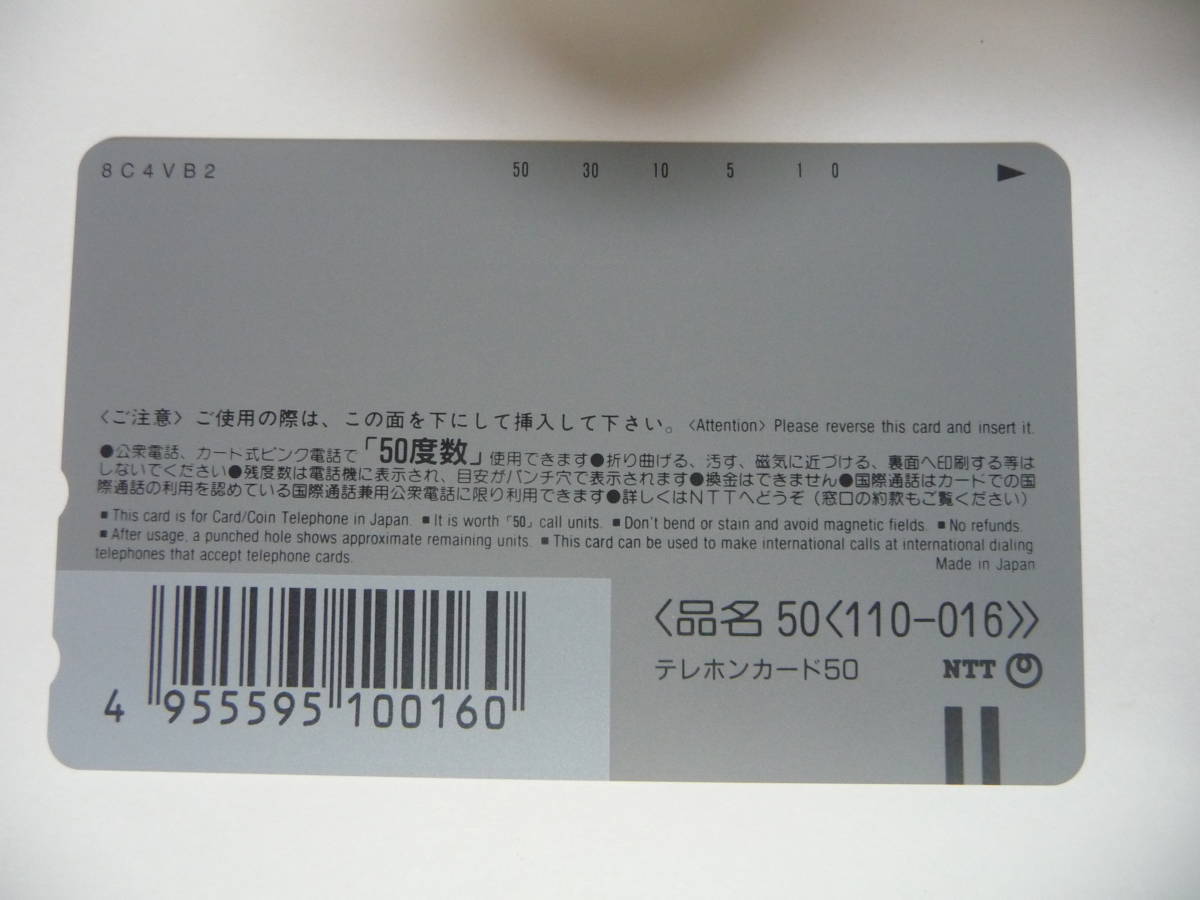 8C4VB2 50 30 10 5 1 0
〈ご注意〉ご使用の際は、この面を下にして挿入して下さい。〈Attention〉Please reverse this card and insert it.
●公衆電話、カード式ピンク電話で「50度数」使用できます●折り曲げる、汚す、磁気に近づける、裏面へ印刷する等は
しないでください●残度数は電話機に表示され、目安がパンチ穴で表示されます●換金はできません●国際通話はカードでの国
際通話の利用を認めている国際通話兼用公衆電話に限り利用できます●詳しくはNTTへどうぞ（窓口の約款もご覧ください）
■ This card is for Card/Coin Telephone in Japan. ■ It is worth「50」call units. ■ Don't bend or stain and avoid magnetic fields. ■ No refunds.
■ After usage, a punched hole shows approximate remaining units. ■ This card can be used to make international calls at international dialing
telephones that accept telephone cards.
Made in Japan
〈品名 50〈110-016〉〉
テレホンカード50 NTT
4 955595 100160